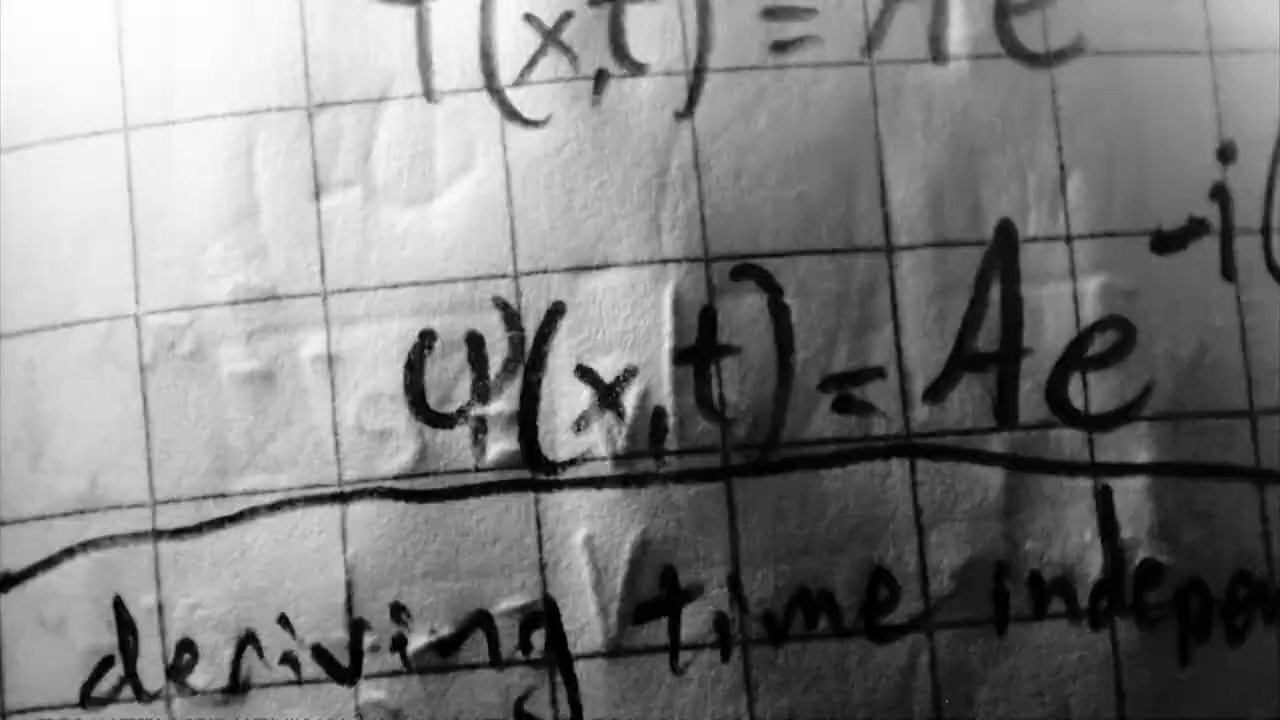 (x,t) = Ae
ψ(x,t) = Ae^-i(
deriving time indepe